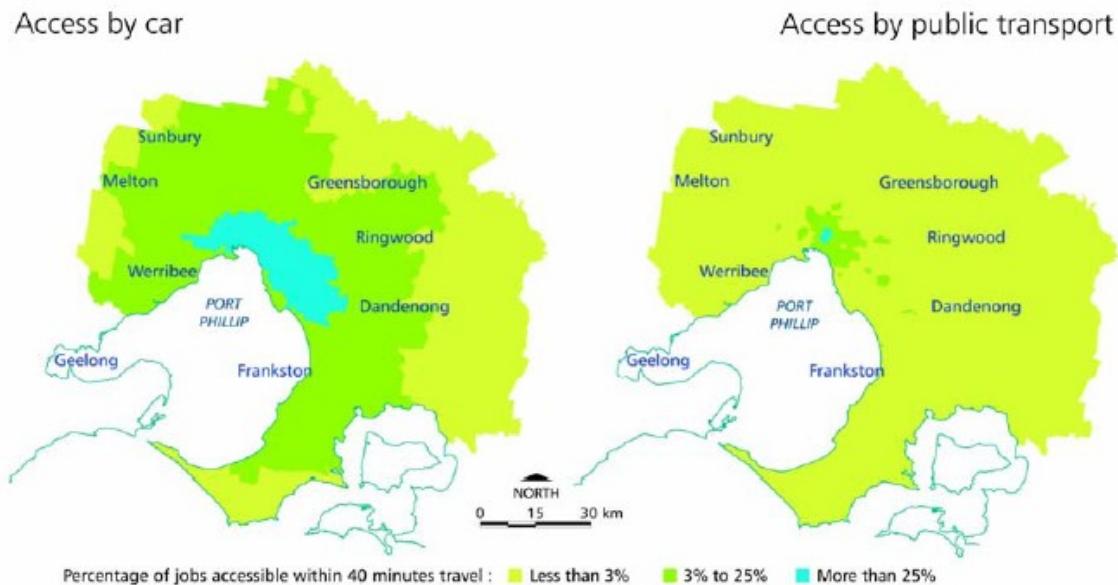 Access by car
Access by public transport
Sunbury
Melton
Greensborough
Ringwood
Werribee
Dandenong
PORT
PHILLIP
Geelong
Frankston
Sunbury
Melton
Greensborough
Ringwood
Werribee
Dandenong
PORT
PHILLIP
Geelong
Frankston
NORTH
0 15 30 km
Percentage of jobs accessible within 40 minutes travel : Less than 3% 3% to 25% More than 25%